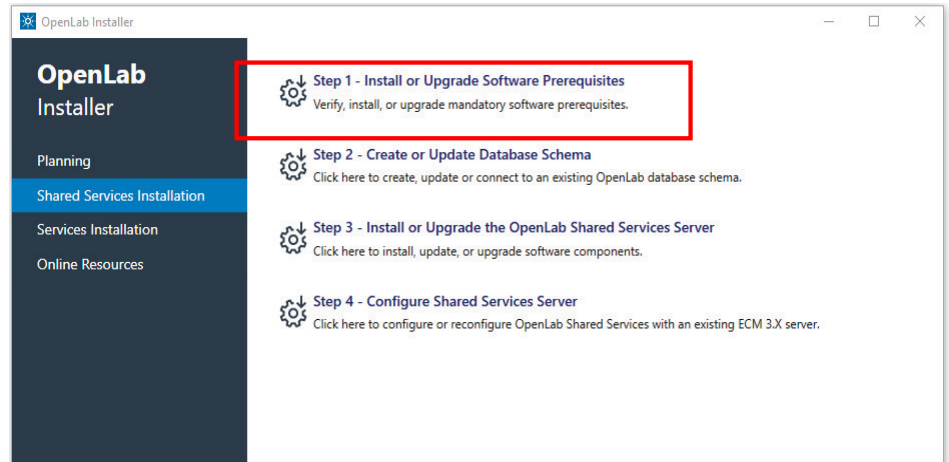 OpenLab Installer
OpenLab
Installer
Planning
Shared Services Installation
Services Installation
Online Resources
Step 1 - Install or Upgrade Software Prerequisites
Verify, install, or upgrade mandatory software prerequisites.
Step 2 - Create or Update Database Schema
Click here to create, update or connect to an existing OpenLab database schema.
Step 3 - Install or Upgrade the OpenLab Shared Services Server
Click here to install, update, or upgrade software components.
Step 4 - Configure Shared Services Server
Click here to configure or reconfigure OpenLab Shared Services with an existing ECM 3.X server.